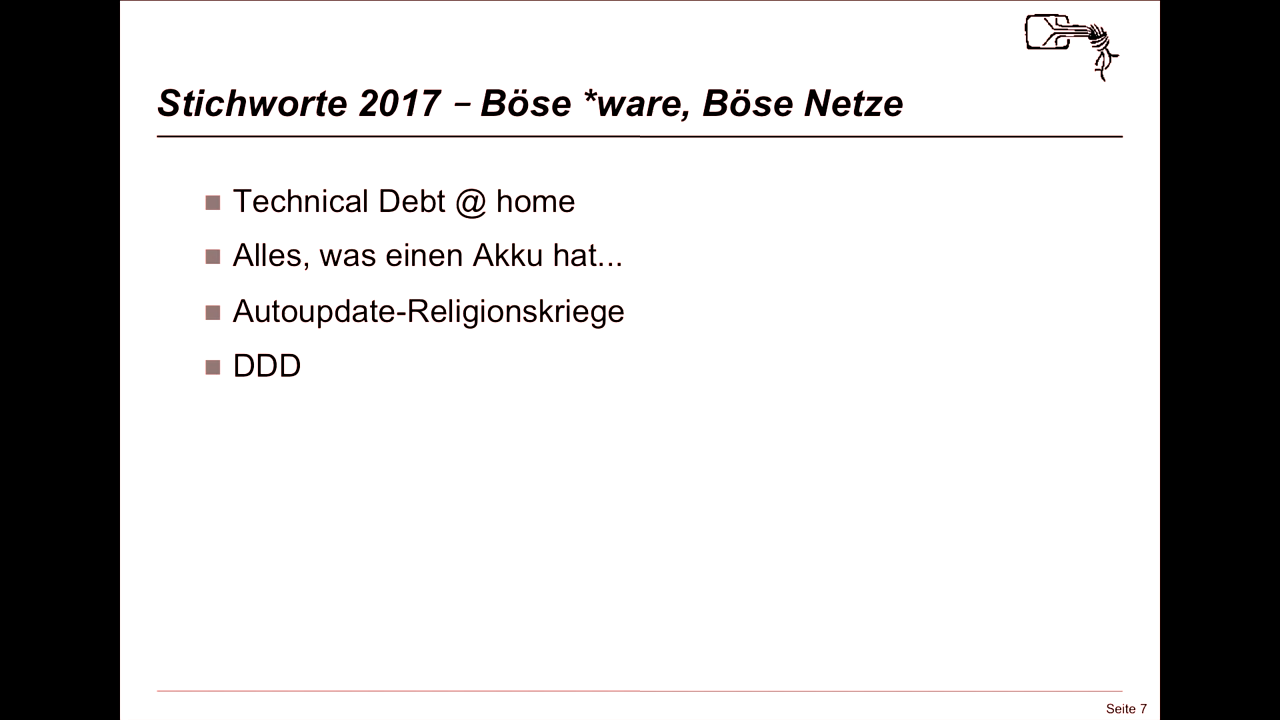 Stichworte 2017 – Böse *ware, Böse Netze
Technical Debt @ home
Alles, was einen Akku hat...
Autoupdate-Religionskriege
DDD
Seite 7